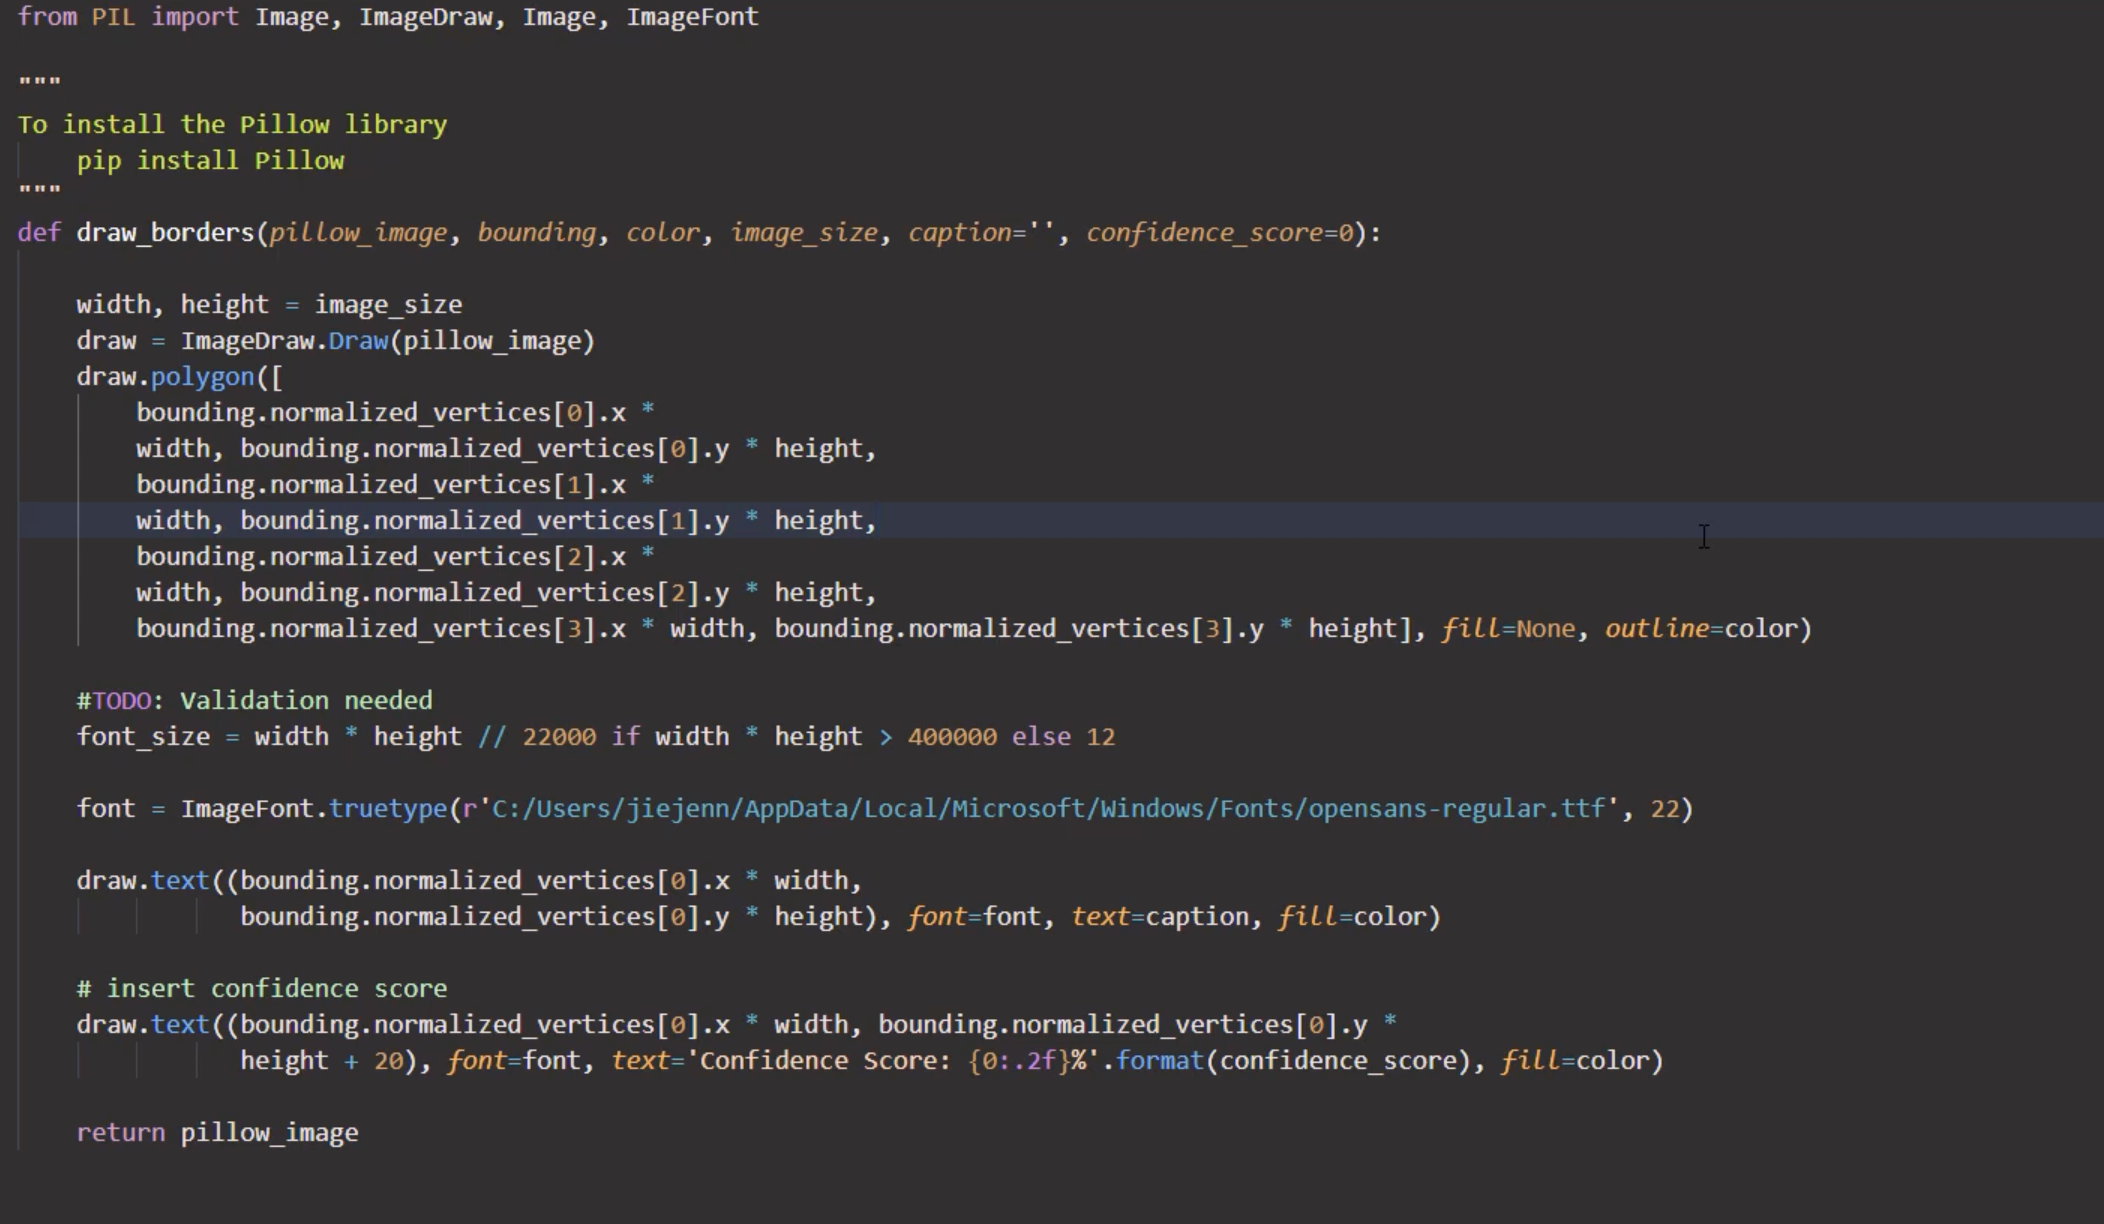 from PIL import Image, ImageDraw, Image, ImageFont
"""
To install the Pillow library
    pip install Pillow
"""
def draw_borders(pillow_image, bounding, color, image_size, caption='', confidence_score=0):
    width, height = image_size
    draw = ImageDraw.Draw(pillow_image)
    draw.polygon([
        bounding.normalized_vertices[0].x *
        width, bounding.normalized_vertices[0].y * height,
        bounding.normalized_vertices[1].x *
        width, bounding.normalized_vertices[1].y * height,
        bounding.normalized_vertices[2].x *
        width, bounding.normalized_vertices[2].y * height,
        bounding.normalized_vertices[3].x * width, bounding.normalized_vertices[3].y * height], fill=None, outline=color)
    #TODO: Validation needed
    font_size = width * height // 22000 if width * height > 400000 else 12
    font = ImageFont.truetype(r'C:/Users/jiejenn/AppData/Local/Microsoft/Windows/Fonts/opensans-regular.ttf', 22)
    draw.text((bounding.normalized_vertices[0].x * width,
               bounding.normalized_vertices[0].y * height), font=font, text=caption, fill=color)
    # insert confidence score
    draw.text((bounding.normalized_vertices[0].x * width, bounding.normalized_vertices[0].y *
               height + 20), font=font, text='Confidence Score: {0:.2f}%'.format(confidence_score), fill=color)
    return pillow_image